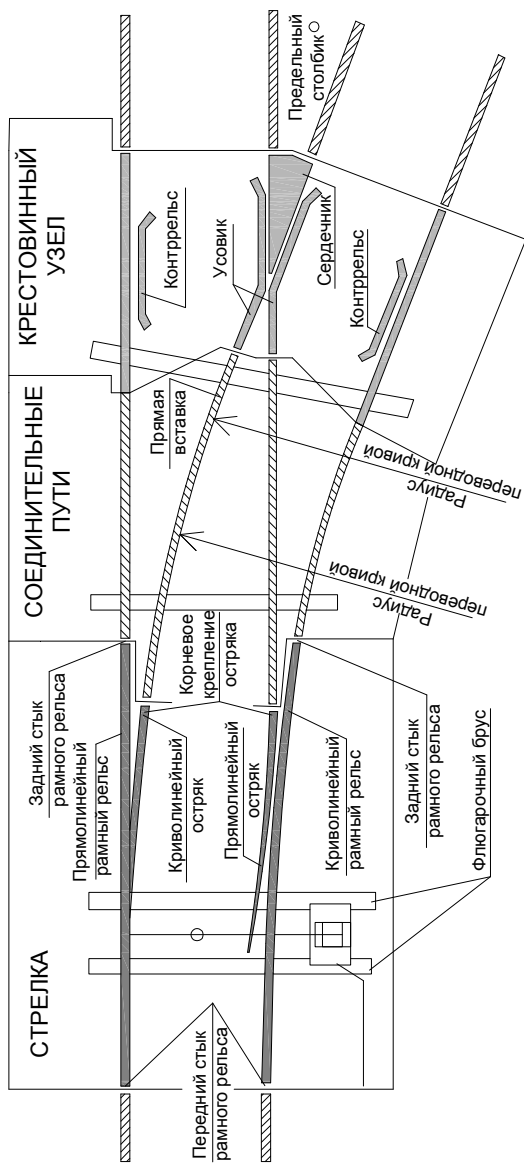 СТРЕЛКА
СОЕДИНИТЕЛЬНЫЕ
ПУТИ
КРЕСТОВИННЫЙ
УЗЕЛ
Задний стык
рамного рельса
Прямолинейный
рамный рельс
Криволинейный
остряк
Корневое
крепление
остряка
Прямолинейный
остряк
Криволинейный
рамный рельс
Задний стык
рамного рельса
Флюгарочный брус
Передний стык
рамного рельса
Прямая
вставка
Радиус
переводной кривой
Радиус
переводной кривой
Контррельс
Усовик
Сердечник
Контррельс
Предельный
столбик